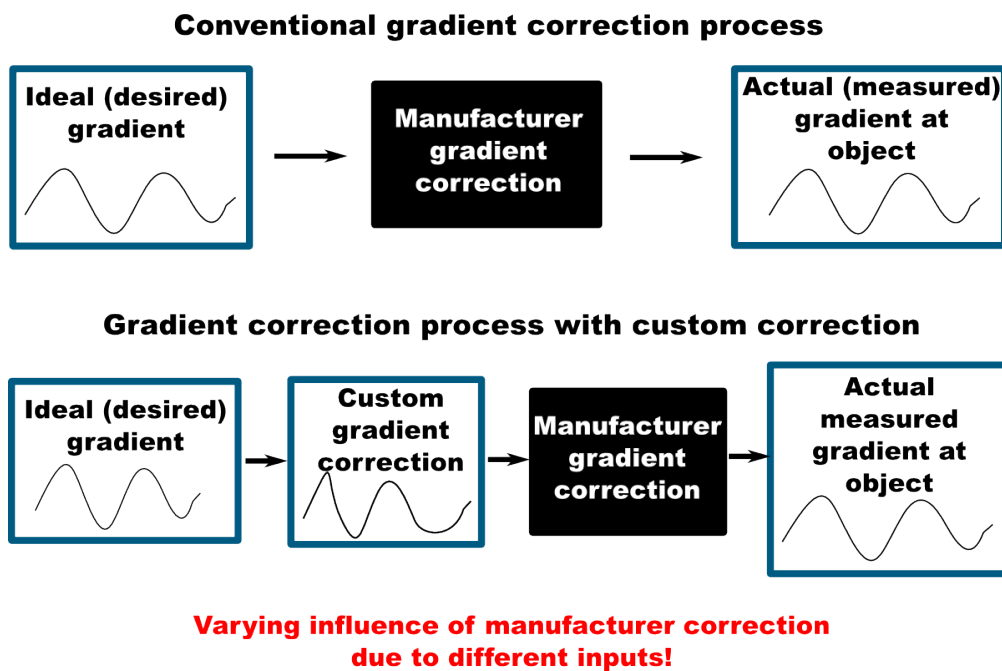 Conventional gradient correction process
Ideal (desired)
gradient
Manufacturer
gradient
correction
Actual (measured)
gradient at
object
Gradient correction process with custom correction
Ideal (desired)
gradient
Custom
gradient
correction
Manufacturer
gradient
correction
Actual
measured
gradient at
object
Varying influence of manufacturer correction
due to different inputs!